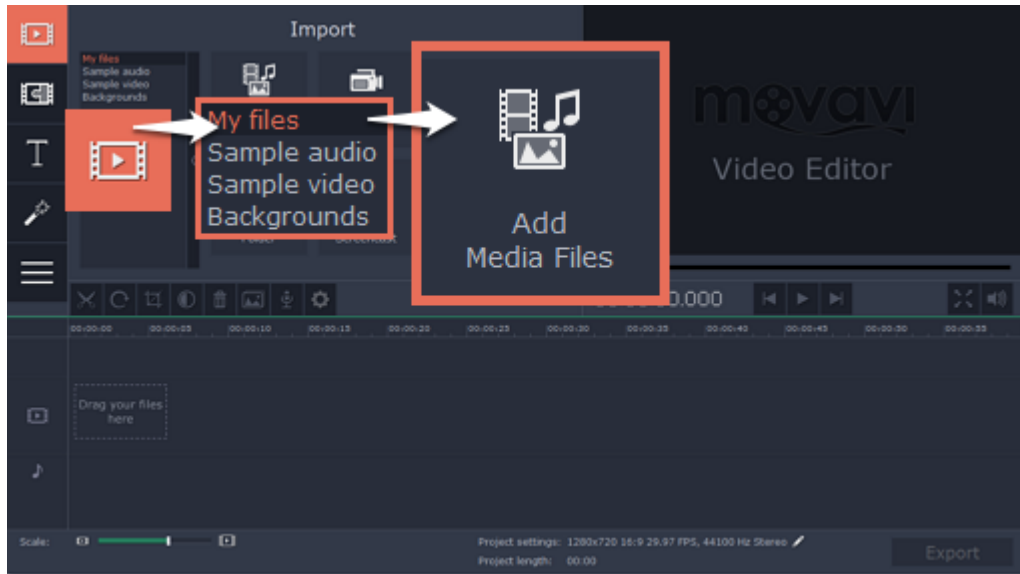 Import
My files
Sample audio
Sample video
Backgrounds
My files
Sample audio
Sample video
Backgrounds
Folder
Screencast
Add
Media Files
movavi
Video Editor
T
00:00:00 00:00:05 00:00:10 00:00:15 00:00:20 00:00:25 00:00:30 00:00:35 00:00:40 00:00:45 00:00:50 00:00:55
Drag your files
here
Scale:
Project settings: 1280x720 16:9 29.97 FPS, 44100 Hz Stereo
Project length: 00:00
Export